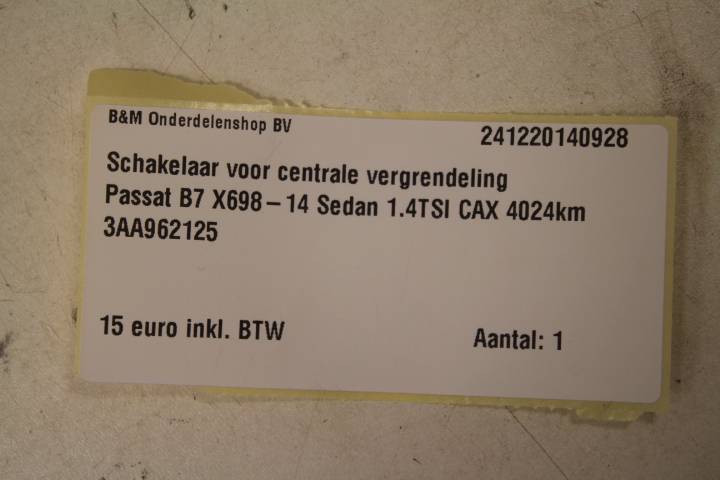 B&M Onderdelenshop BV
241220140928
Schakelaar voor centrale vergrendeling
Passat B7 X698-14 Sedan 1.4TSI CAX 4024km
3AA962125
15 euro inkl. BTW
Aantal: 1